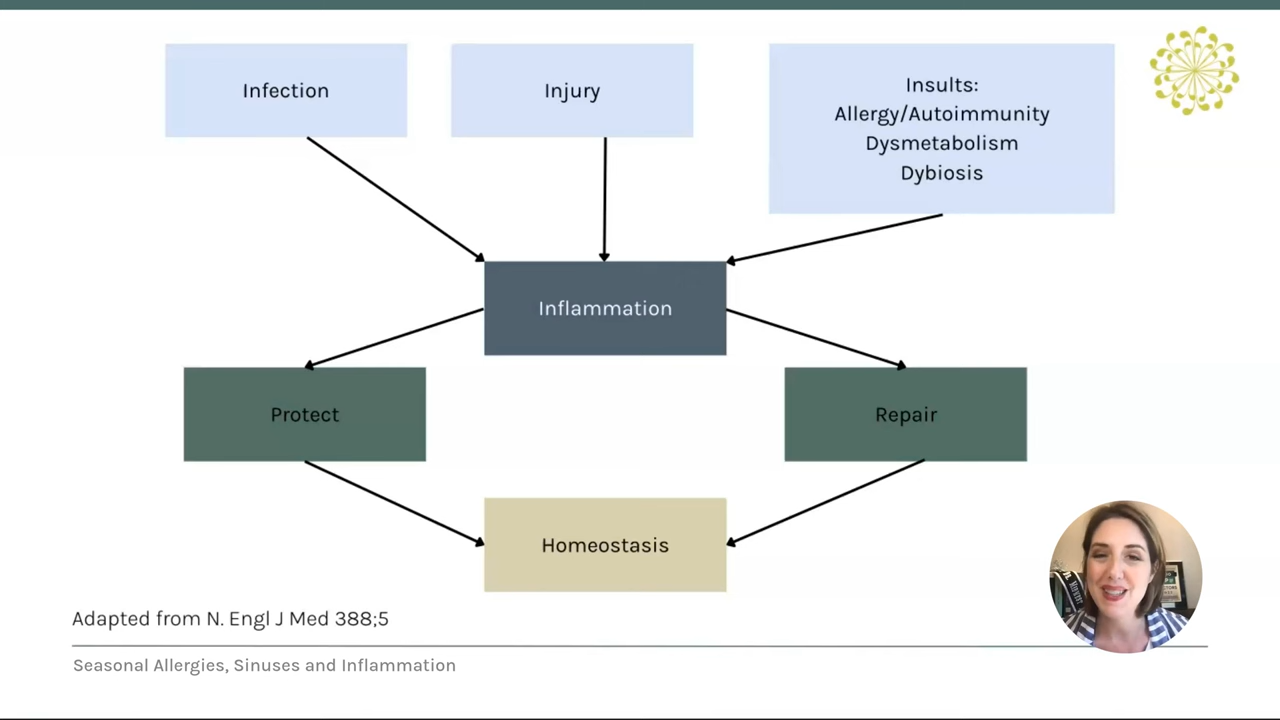 Infection
Injury
Insults:
Allergy/Autoimmunity
Dysmetabolism
Dybiosis
Inflammation
Protect
Repair
Homeostasis
Adapted from N. Engl J Med 388;5
Seasonal Allergies, Sinuses and Inflammation